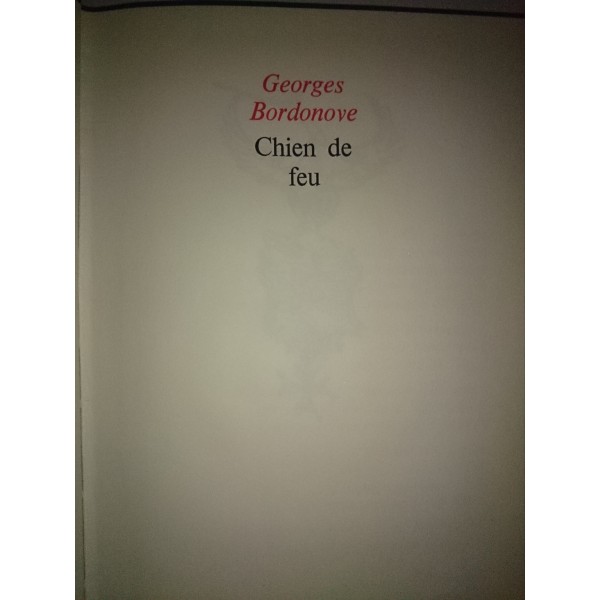 Georges
Bordonove
Chien de
feu